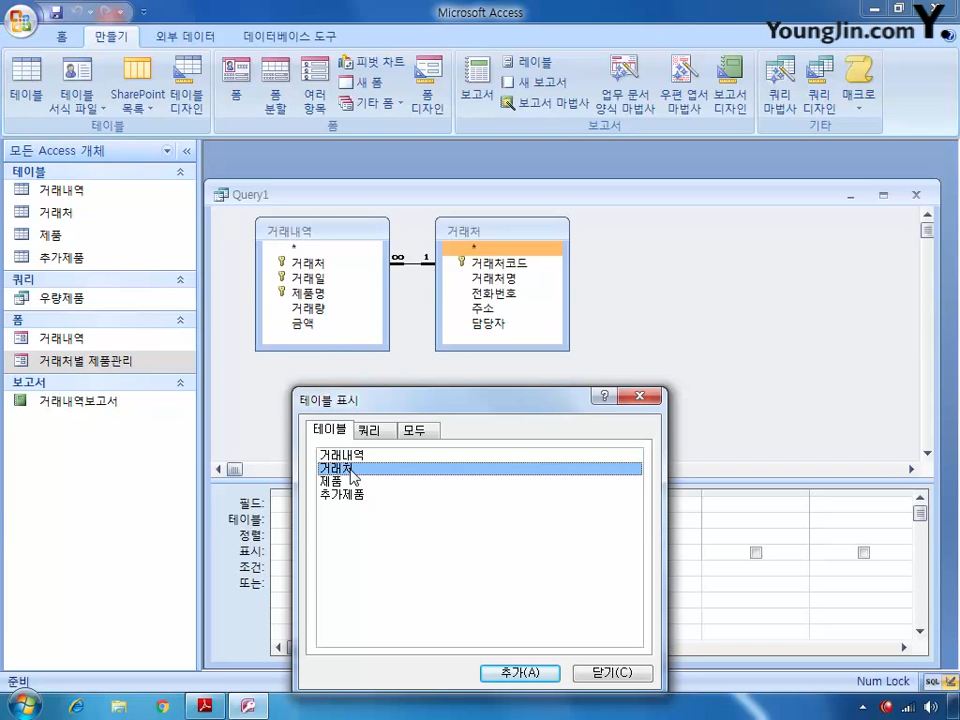 Microsoft Access
YoungJin.com Y.
홈 만들기 외부 데이터 데이터베이스 도구
테이블
테이블 서식 파일
SharePoint 목록
테이블 디자인
테이블
폼
폼 분할
여러 항목
피벗 차트
새 폼
기타 폼
폼 디자인
폼
보고서
레이블
새 보고서
보고서 마법사
업무 문서 양식 마법사
우편 엽서 마법사
보고서 디자인
보고서
쿼리 마법사
쿼리 디자인
매크로
기타
모든 Access 개체
테이블
거래내역
거래처
제품
추가제품
쿼리
우량제품
폼
거래내역
거래처별 제품관리
보고서
거래내역보고서
Query1
거래내역
*
거래처
거래일
제품명
거래량
금액
∞ 1
거래처
*
거래처코드
거래처명
전화번호
주소
담당자
필드:
테이블:
정렬:
표시:
조건:
또는:
테이블 표시
테이블 쿼리 모두
거래내역
거래처
제품
추가제품
추가(A) 닫기(C)
준비
Num Lock
SQL